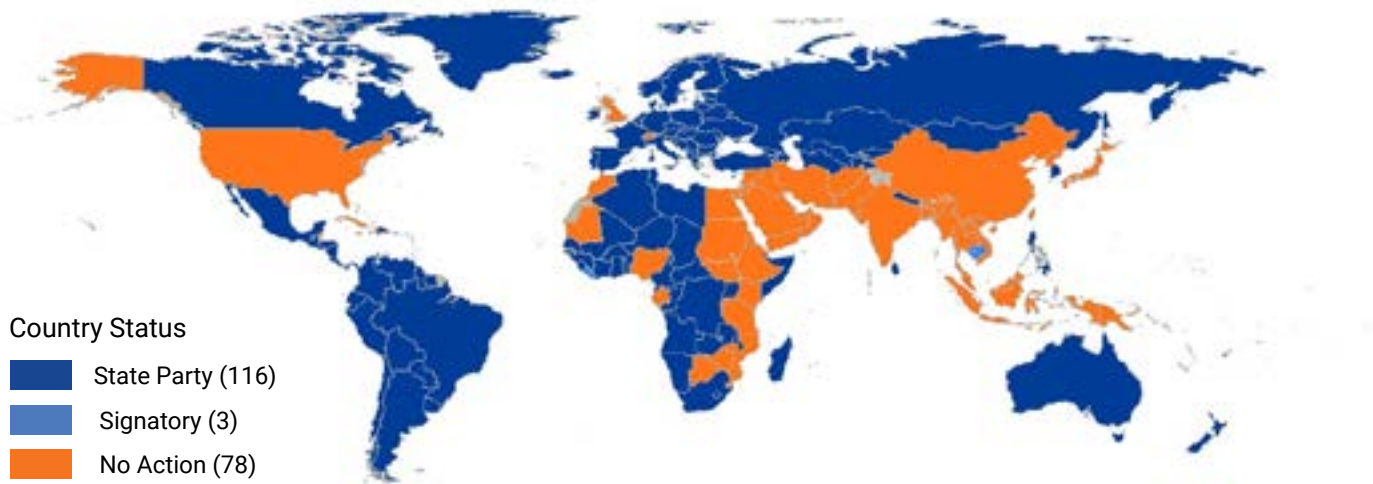 Country Status
State Party (116)
Signatory (3)
No Action (78)